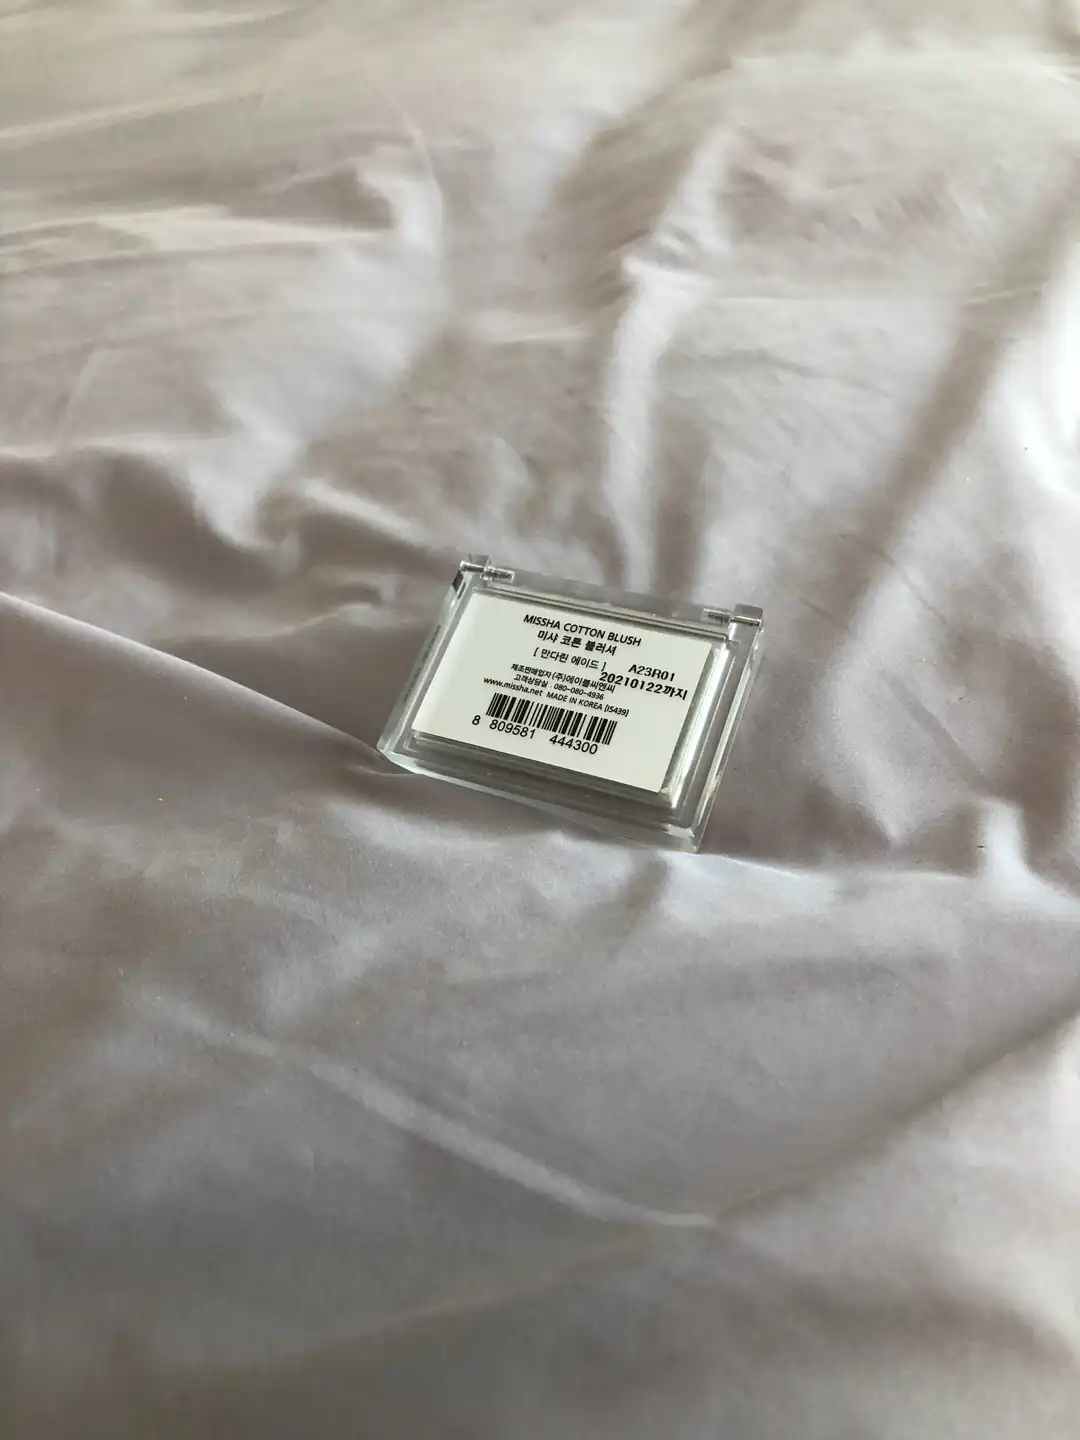 MISSHA COTTON BLUSH
미샤 코튼 블러셔
[ 만다린 에이드 ]
A23R01
제조판매업자 (주)에이블씨엔씨
20210122까지
고객상담실 : 080-080-4936
www.missha.net MADE IN KOREA [IS439]
8 809581 444300